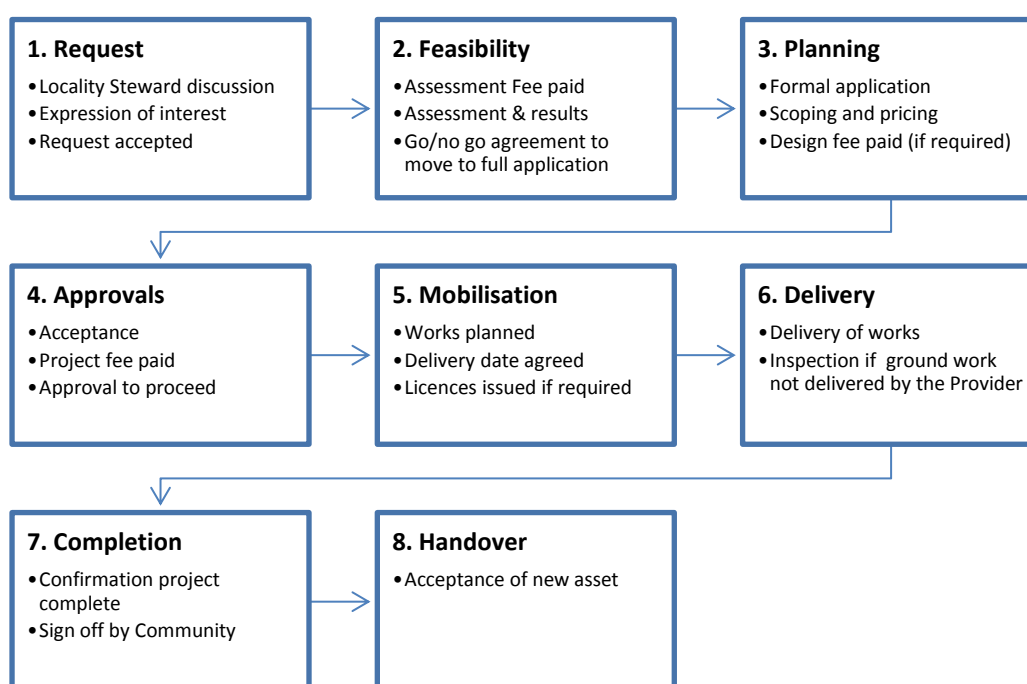 1. Request
•Locality Steward discussion
•Expression of interest
•Request accepted
2. Feasibility
•Assessment Fee paid
•Assessment & results
•Go/no go agreement to
move to full application
3. Planning
•Formal application
•Scoping and pricing
•Design fee paid (if required)
4. Approvals
•Acceptance
•Project fee paid
•Approval to proceed
5. Mobilisation
•Works planned
•Delivery date agreed
•Licences issued if required
6. Delivery
•Delivery of works
•Inspection if  ground work
not delivered by the Provider
7. Completion
•Confirmation project
complete
•Sign off by Community
8. Handover
•Acceptance of new asset